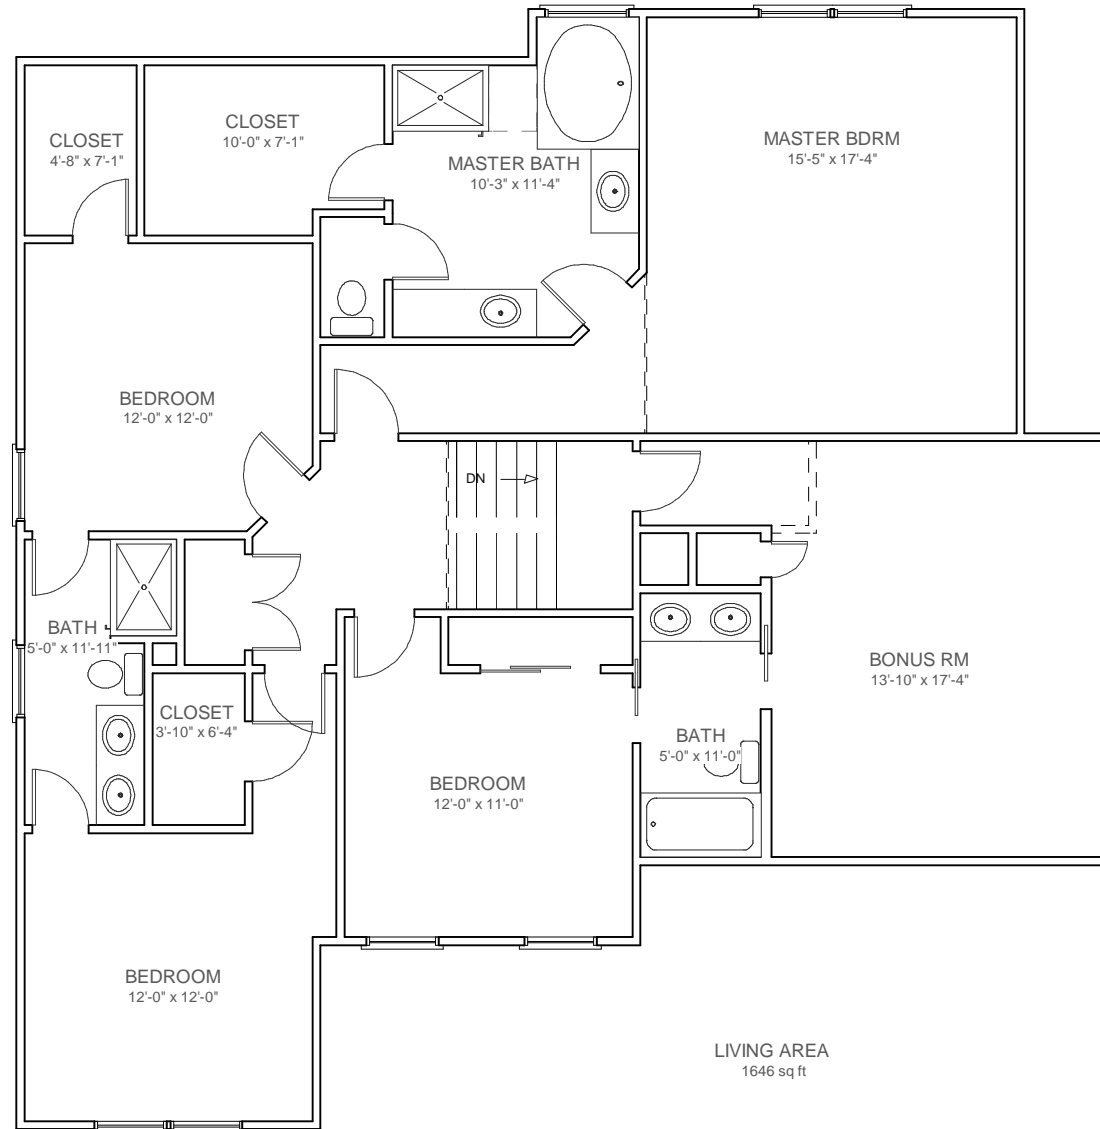 CLOSET
4'-8" x 7'-1"
CLOSET
10'-0" x 7'-1"
MASTER BATH
10'-3" x 11'-4"
MASTER BDRM
15'-5" x 17'-4"
BEDROOM
12'-0" x 12'-0"
DN
BATH
5'-0" x 11'-11"
CLOSET
3'-10" x 6'-4"
BEDROOM
12'-0" x 11'-0"
BATH
5'-0" x 11'-0"
BONUS RM
13'-10" x 17'-4"
BEDROOM
12'-0" x 12'-0"
LIVING AREA
1646 sq ft